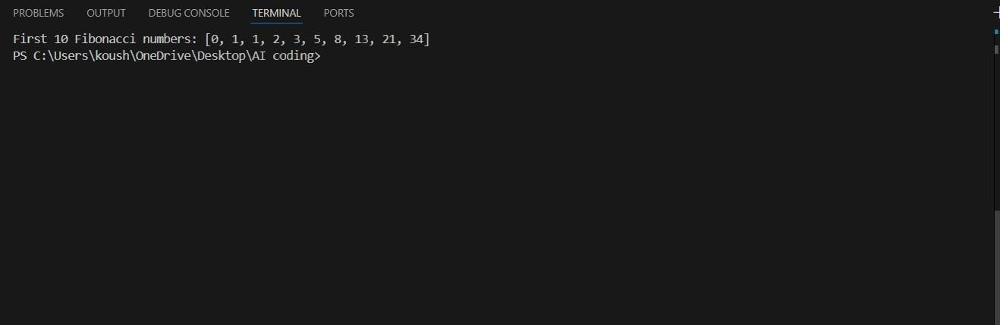 PROBLEMS OUTPUT DEBUG CONSOLE TERMINAL PORTS
First 10 Fibonacci numbers: [0, 1, 1, 2, 3, 5, 8, 13, 21, 34]
PS C:\Users\koush\OneDrive\Desktop\AI coding>